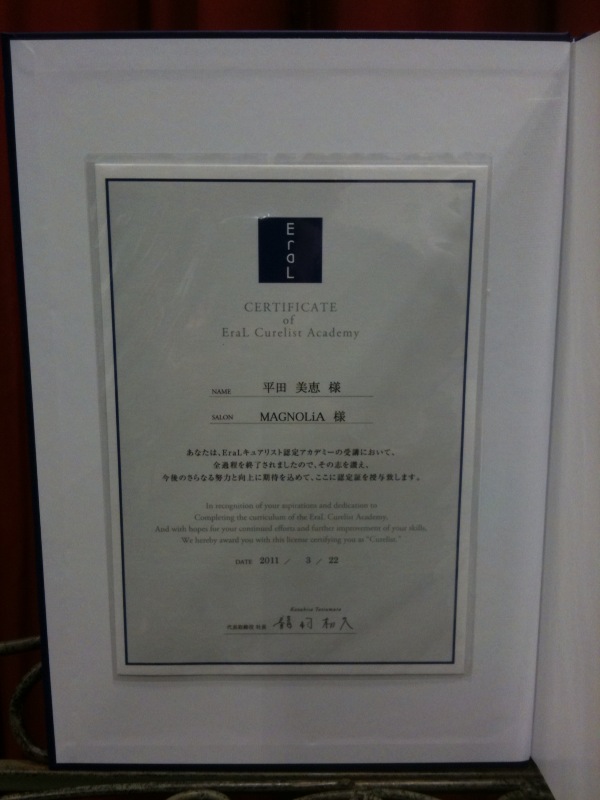 EraL
CERTIFICATE
of
EraL Curelist Academy
NAME 平田 美恵 様
SALON MAGNOLiA 様
あなたは、EraLキュアリスト認定アカデミーの受講において、
全過程を終了されましたので、その志を讃え、
今後のさらなる努力と向上に期待を込めて、ここに認定証を授与致します。
In recognition of your aspirations and dedication to
Completing the curriculum of the EraL Curelist Academy.
And with hopes for your continued efforts and further improvement of your skills.
We hereby award you with this license certifying you as "Curelist."
DATE 2011 / 3 / 22
代表取締役 社長